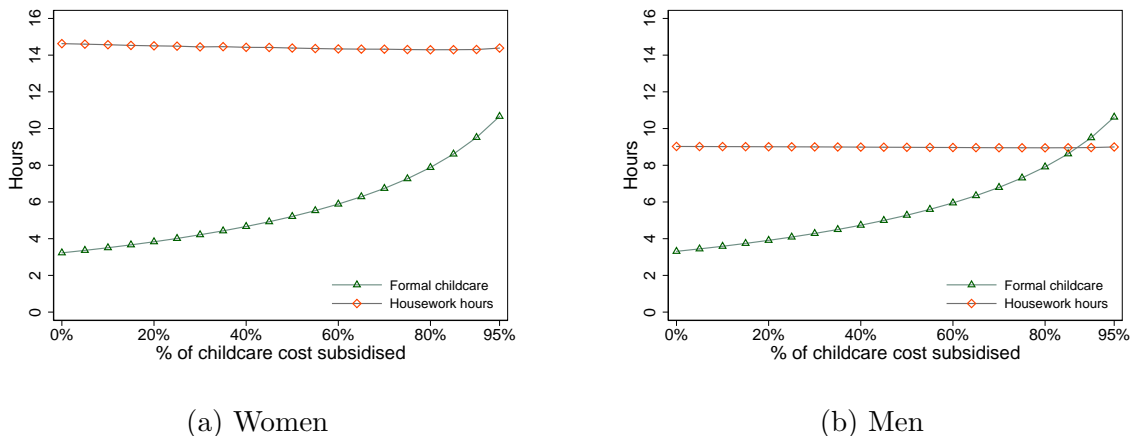 16
14
12
10
8
6
4
2
0
Hours
Formal childcare
Housework hours
0% 20% 40% 60% 80% 95%
% of childcare cost subsidised
(a) Women
16
14
12
10
8
6
4
2
0
Hours
Formal childcare
Housework hours
0% 20% 40% 60% 80% 95%
% of childcare cost subsidised
(b) Men